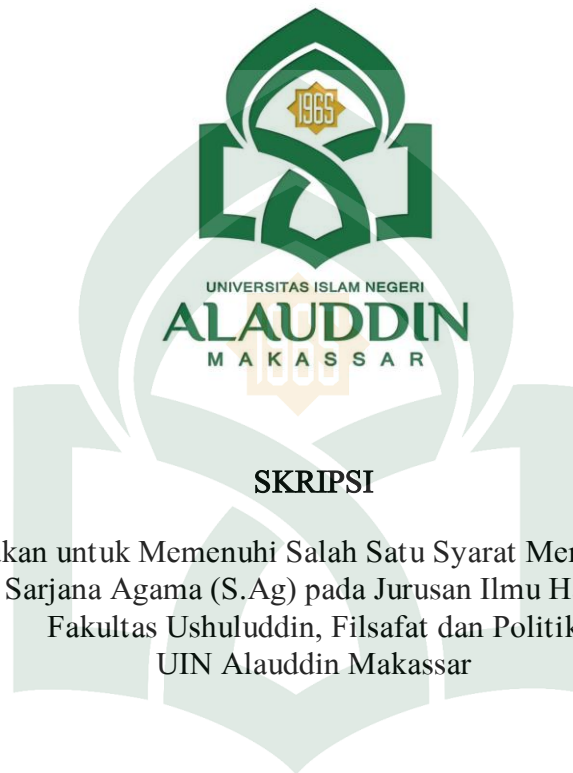 1965
UNIVERSITAS ISLAM NEGERI
ALAUDDIN
MAKASSAR
SKRIPSI
kan untuk Memenuhi Salah Satu Syarat Mer
Sarjana Agama (S.Ag) pada Jurusan Ilmu H
Fakultas Ushuluddin, Filsafat dan Politik
UIN Alauddin Makassar